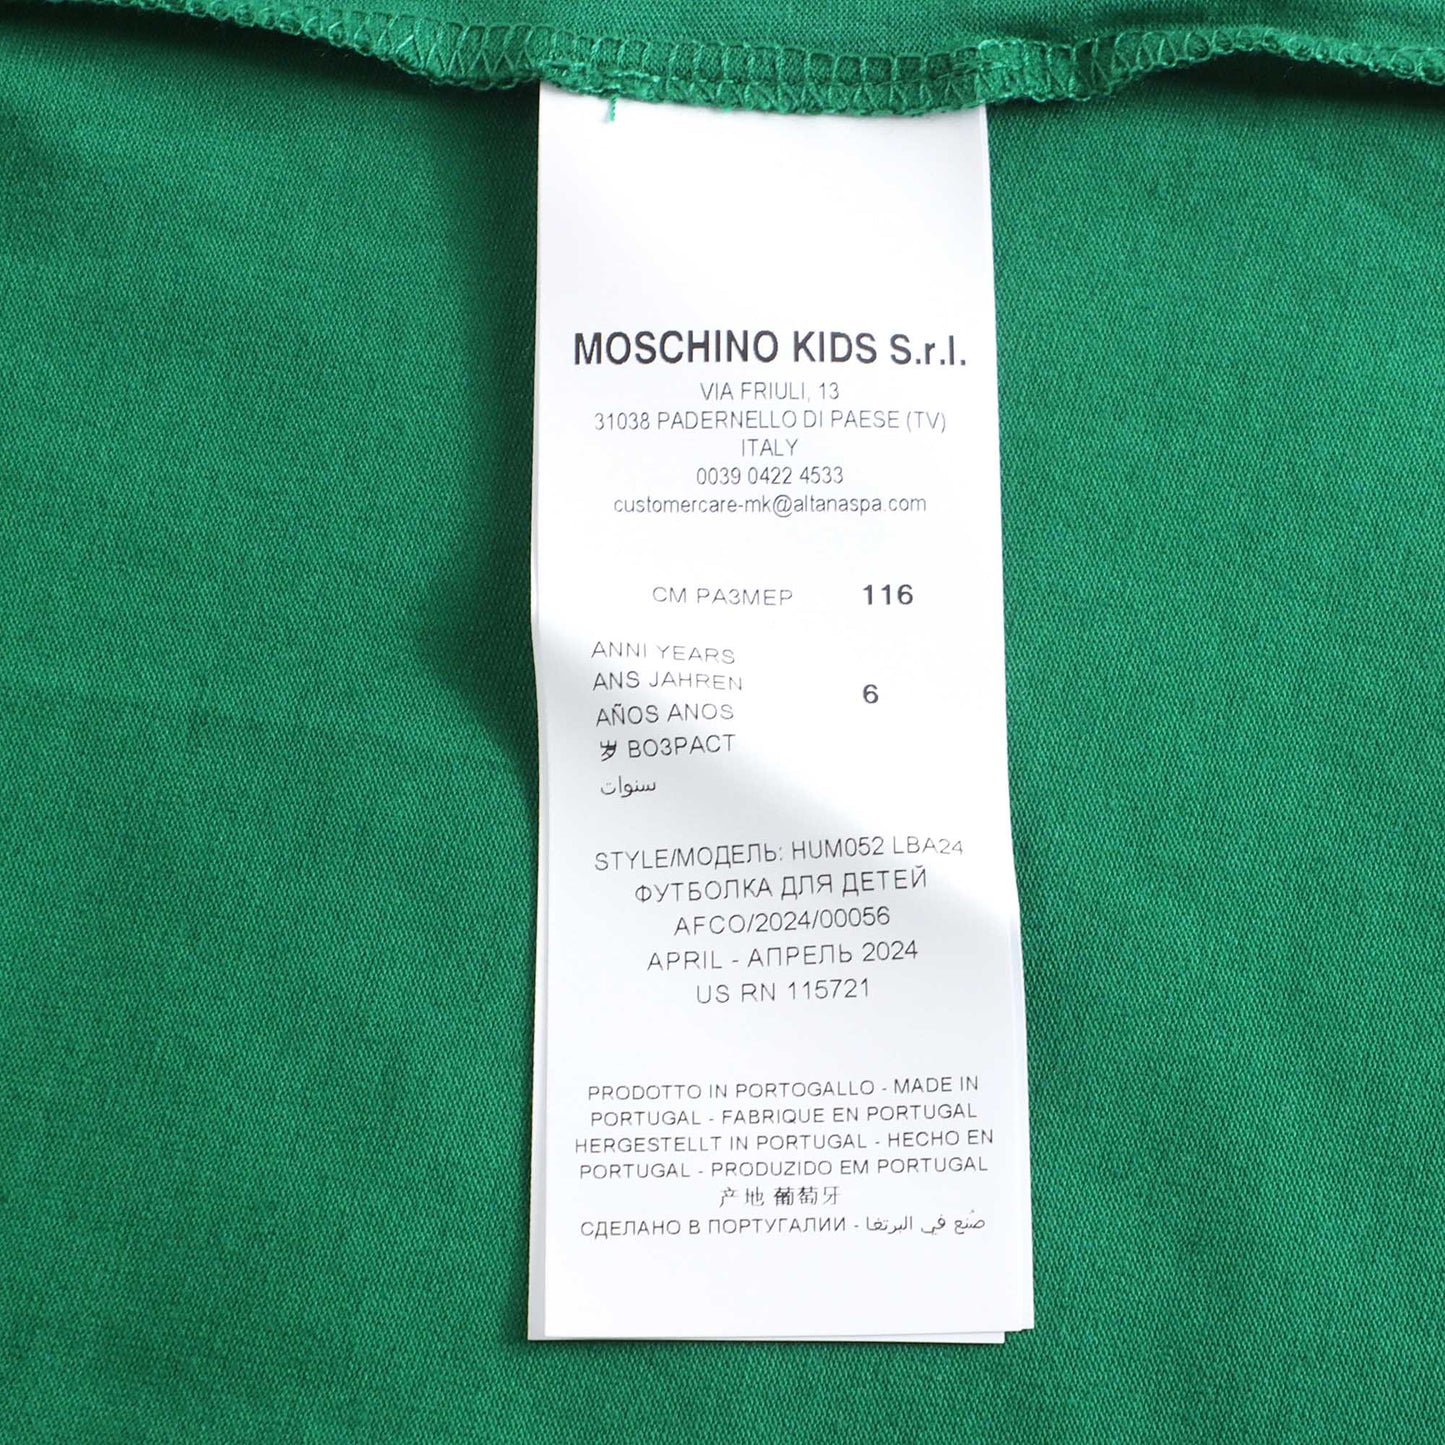 MOSCHINO KIDS S.r.l.
VIA FRIULI, 13
31038 PADERNELLO DI PAESE (TV)
ITALY
0039 0422 4533
customercare-mk@altanaspa.com
СМ РАЗМЕР 116
ANNI YEARS
ANS JAHREN
AÑOS ANOS 6
岁 ВОЗРАСТ
سنوات
STYLE/МОДЕЛЬ: HUM052 LBA24
ФУТБОЛКА ДЛЯ ДЕТЕЙ
AFCO/2024/00056
APRIL - АПРЕЛЬ 2024
US RN 115721
PRODOTTO IN PORTOGALLO - MADE IN
PORTUGAL - FABRIQUE EN PORTUGAL
HERGESTELLT IN PORTUGAL - HECHO EN
PORTUGAL - PRODUZIDO EM PORTUGAL
产地 葡萄牙
СДЕЛАНО В ПОРТУГАЛИИ - صُنع في البرتغا